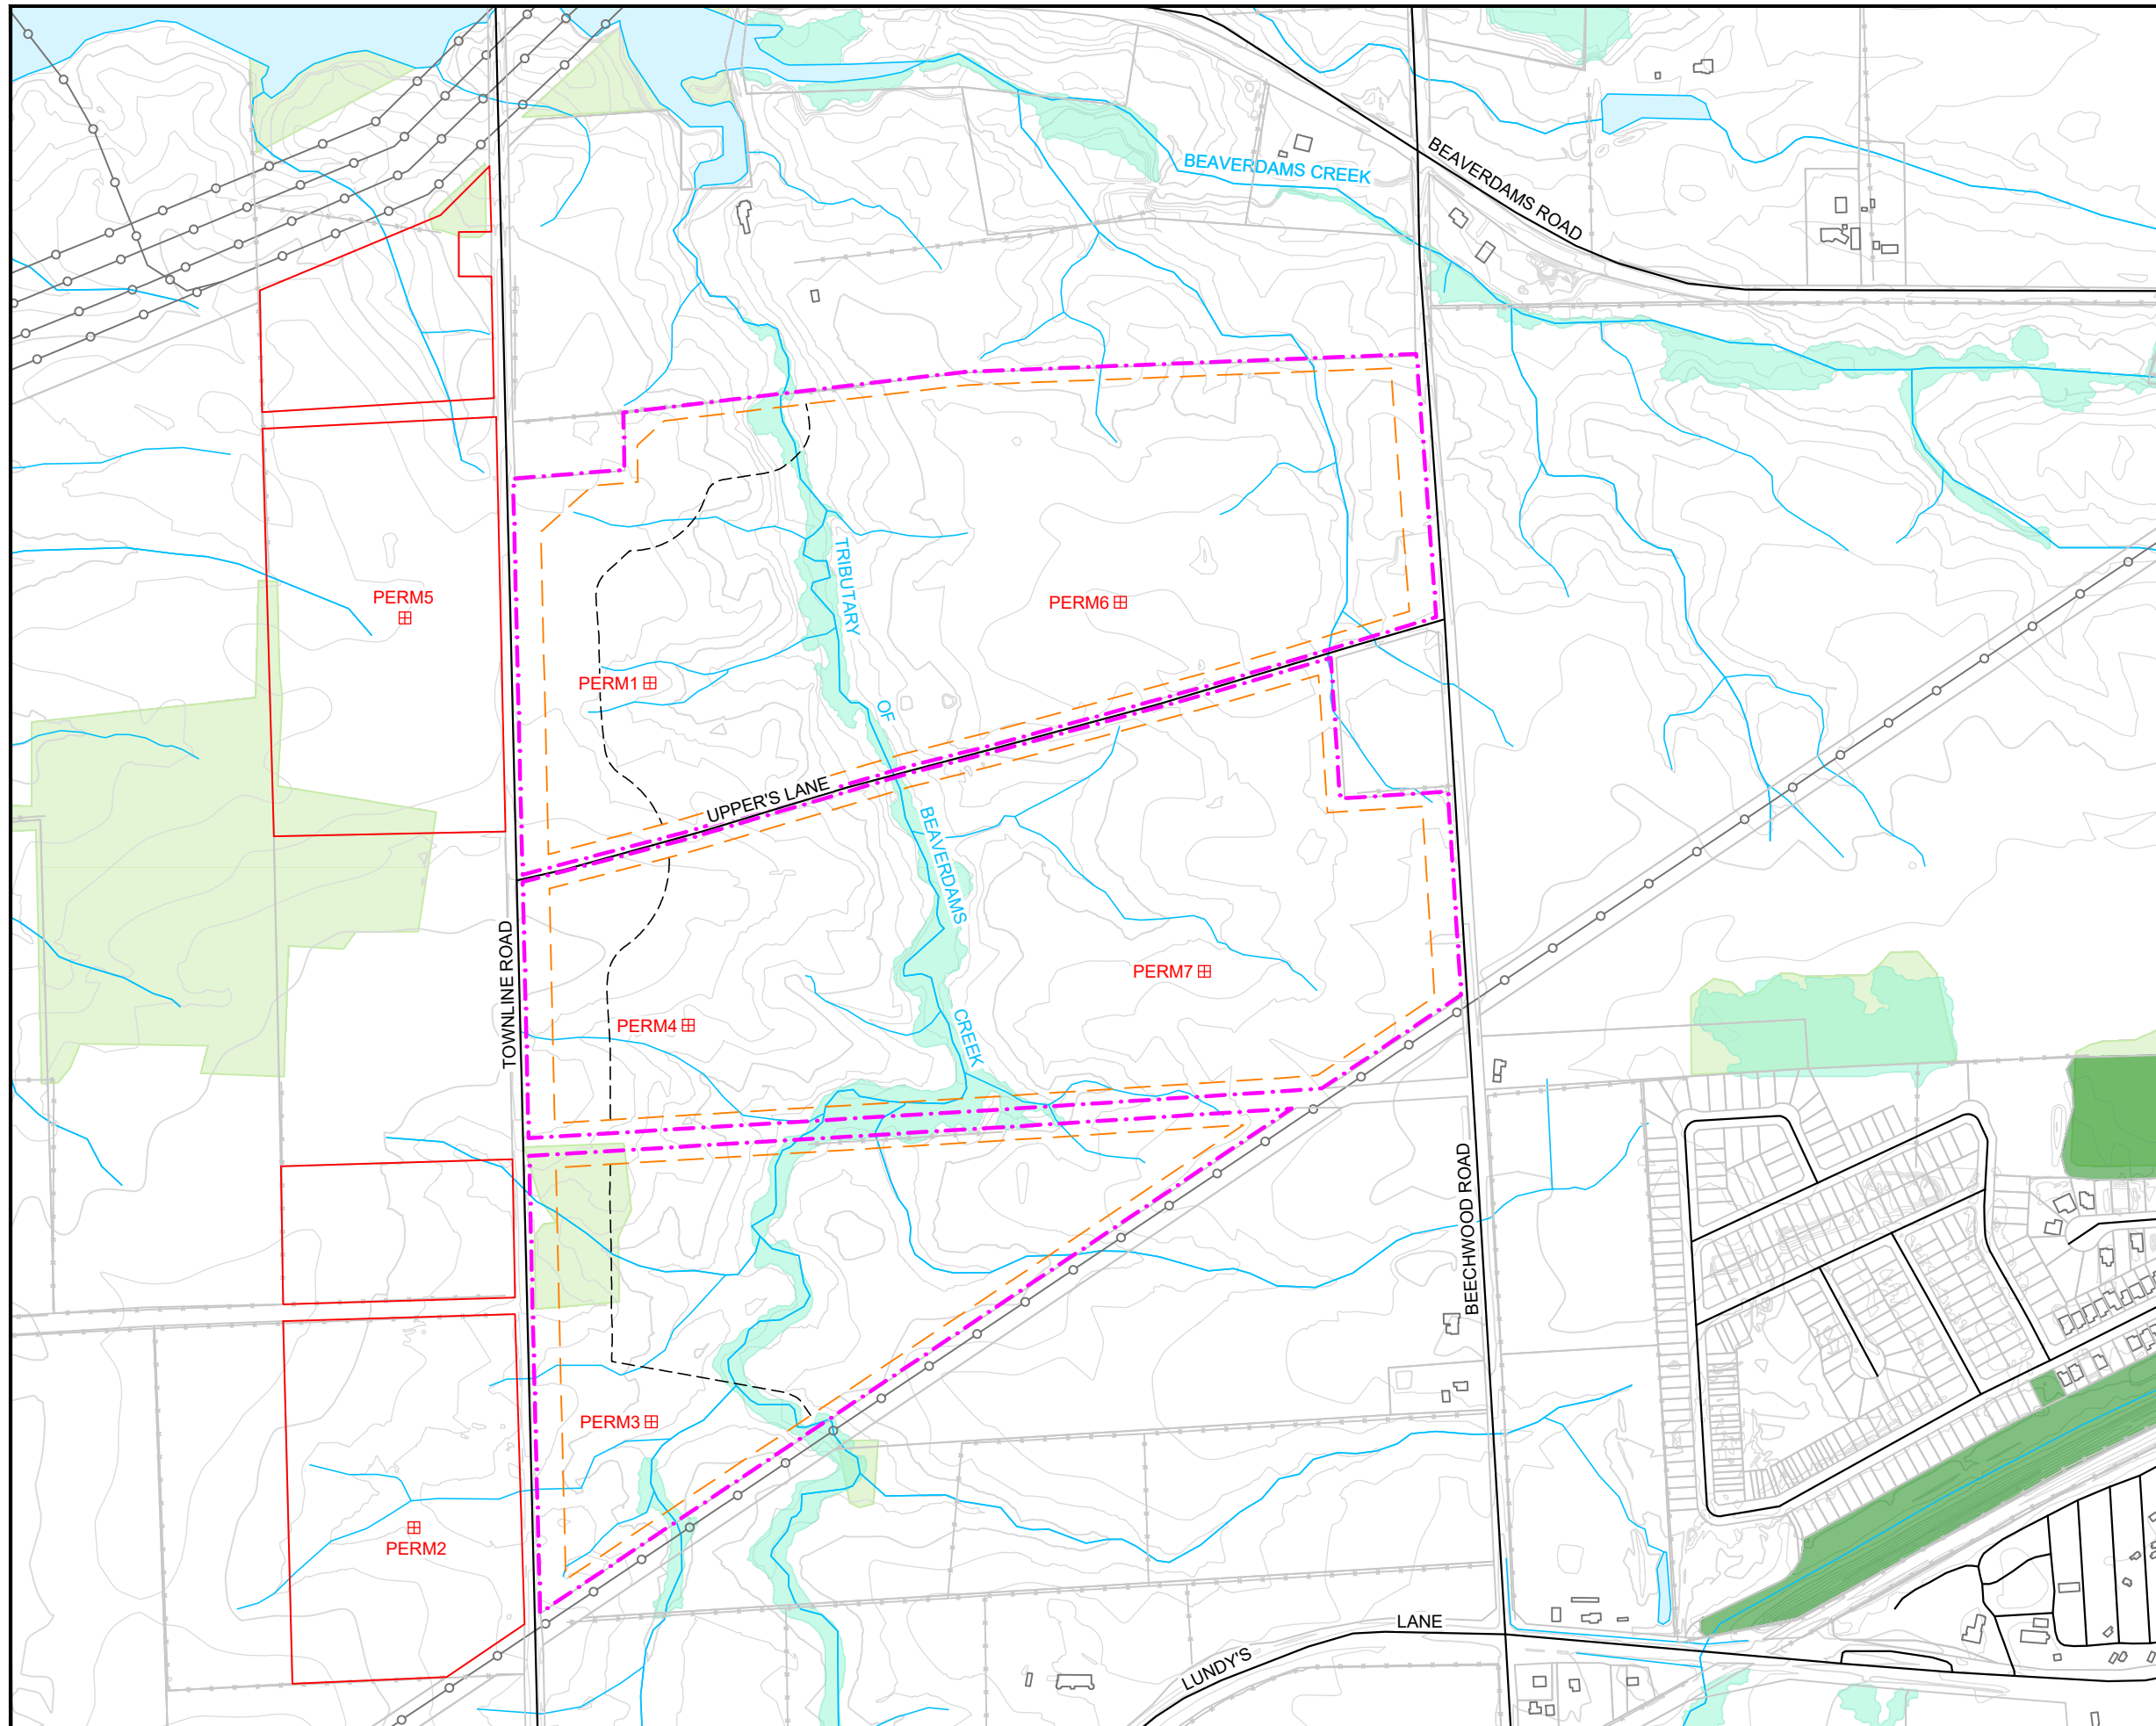 BEAVERDAMS CREEK
BEAVERDAMS ROAD
PERM5
TRIBUTARY
PERM6
PERM1
OF
UPPER'S LANE
BEAVERDAMS
TOWNLINE ROAD
PERM7
PERM4
CREEK
BEECHWOOD ROAD
PERM3
PERM2
LUNDY'S
LANE